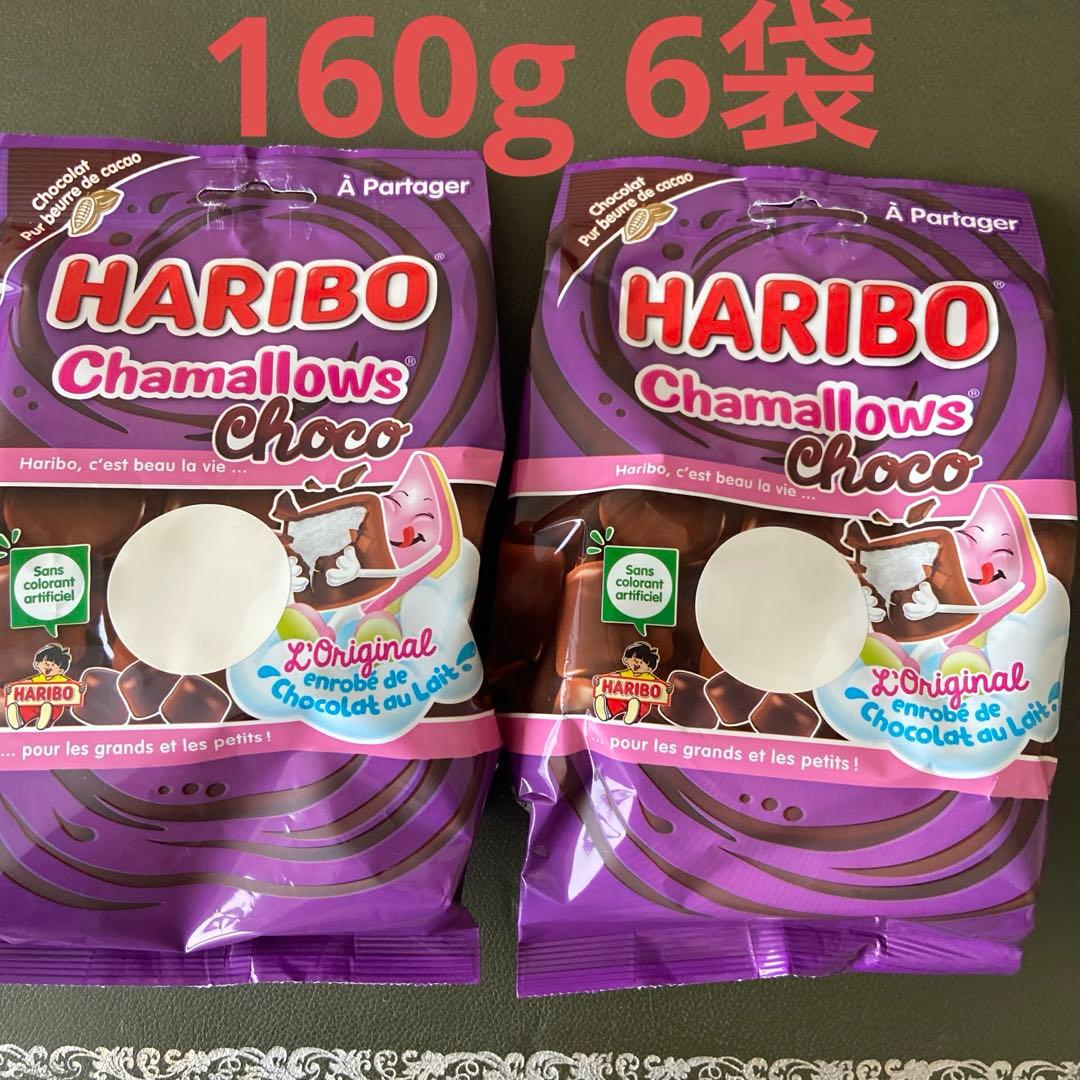 160g 6袋
Chocolat
Pur beurre de cacao
À Partager
HARIBO®
Chamallows®
Choco
Haribo, c'est beau la vie ...
Sans
colorant
artificiel
HARIBO
L'Original
enrobé de
Chocolat au Lait !
... pour les grands et les petits !
Chocolat
Pur beurre de cacao
À Partager
HARIBO®
Chamallows®
Choco
Haribo, c'est beau la vie ...
Sans
colorant
artificiel
HARIBO
L'Original
enrobé de
Chocolat au Lait !
... pour les grands et les petits !